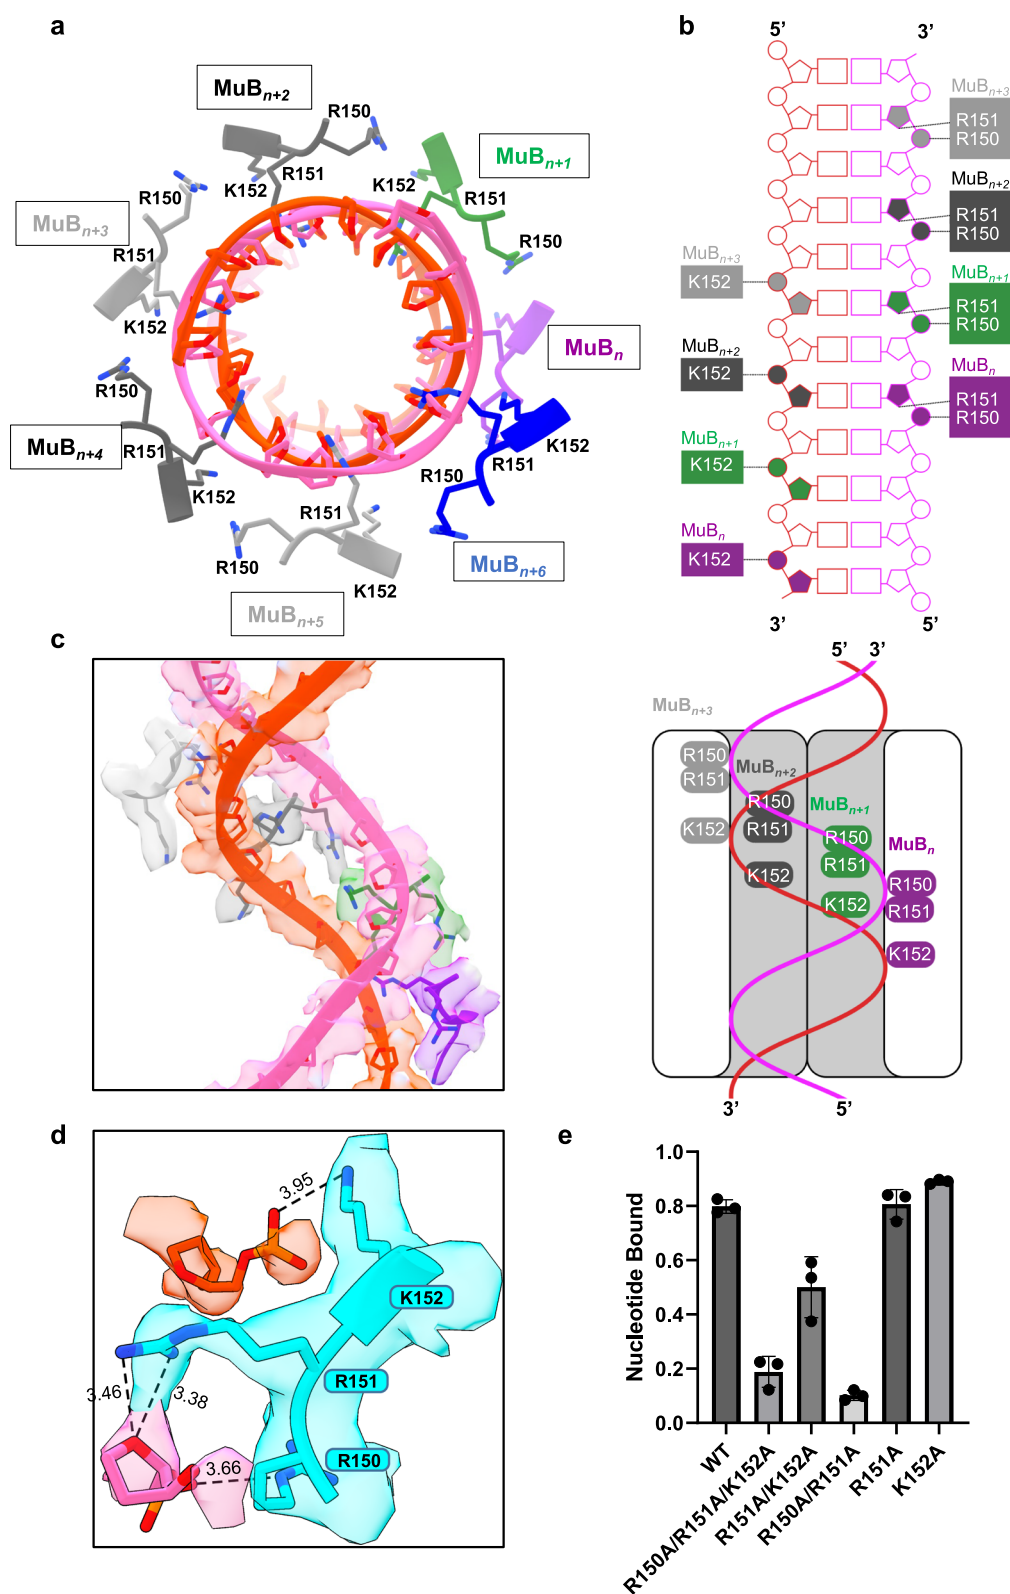 a
MuBn+2
R150
R151
K152
K152
MuBn+1
R151
R150
R150
MuBn+3
R151
K152
MuBn
R150
MuBn+4
R151
K152
K152
R151
R150
R151
R150
K152
MuBn+6
MuBn+5
b
5’
3’
MuBn+3
R151
R150
MuBn+2
R151
R150
MuBn+3
K152
MuBn+1
R151
R150
MuBn+2
K152
MuBn
R151
R150
MuBn+1
K152
MuBn
K152
3’
5’
c
5’
3’
MuBn+3
R150
R151
K152
MuBn+2
R150
R151
K152
MuBn+1
R150
R151
K152
MuBn
R150
R151
K152
3’
5’
d
3.95
K152
R151
3.46
3.38
R150
3.66
e
Nucleotide Bound
1.0
0.8
0.6
0.4
0.2
0.0
WT
R150A/R151A/K152A
R151A/K152A
R150A/R151A
R151A
K152A